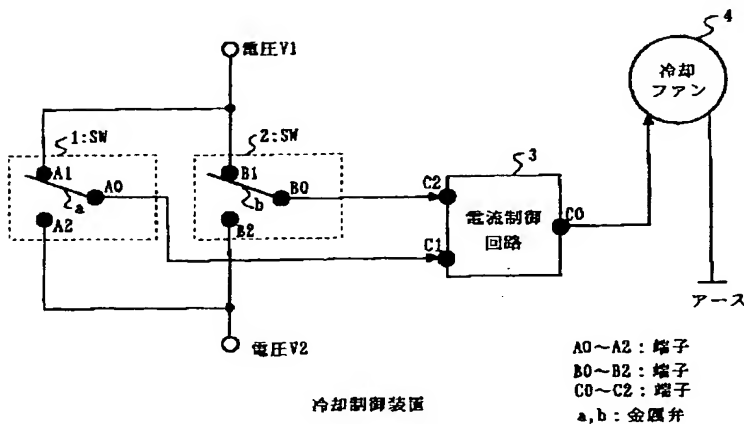 電圧V1
4
冷却
ファン
1:SW
2:SW
3
A1
A0
a
A2
B1
B0
b
B2
C2
C1
電流制御
回路
C0
アース
電圧V2
A0~A2:端子
B0~B2:端子
C0~C2:端子
a,b:金属弁
冷却制御装置